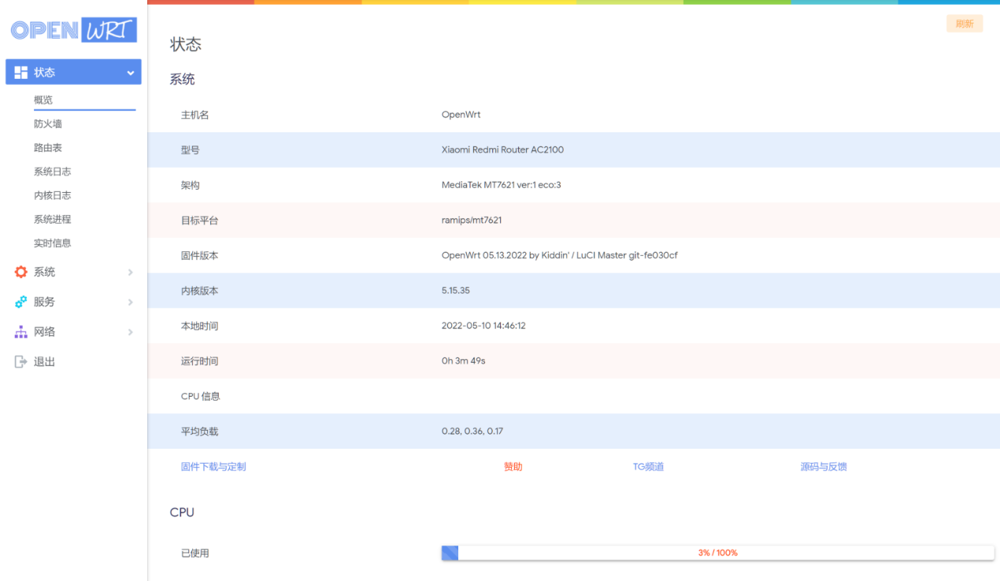 OPENWRT
刷新
状态
概览
防火墙
路由表
系统日志
内核日志
系统进程
实时信息
系统
服务
网络
退出
状态
系统
主机名 OpenWrt
型号 Xiaomi Redmi Router AC2100
架构 MediaTek MT7621 ver:1 eco:3
目标平台 ramips/mt7621
固件版本 OpenWrt 05.13.2022 by Kiddin' / LuCI Master git-fe030cf
内核版本 5.15.35
本地时间 2022-05-10 14:46:12
运行时间 0h 3m 49s
CPU 信息
平均负载 0.28, 0.36, 0.17
固件下载与定制 赞助 TG频道 源码与反馈
CPU
已使用 3% / 100%